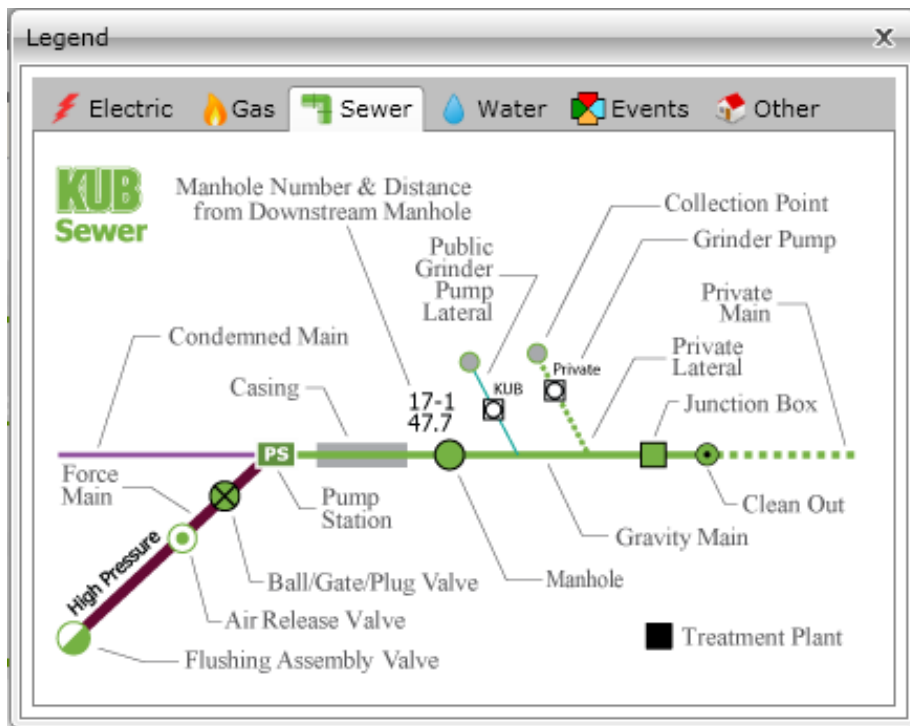 Legend
X
Electric
Gas
Sewer
Water
Events
Other
KUB
Sewer
Manhole Number & Distance
from Downstream Manhole
Public
Grinder
Pump
Lateral
Collection Point
Grinder Pump
Private
Main
Condemned Main
Casing
17-1
47.7
KUB
Private
Private
Lateral
Junction Box
PS
Force
Main
Pump
Station
High Pressure
Clean Out
Gravity Main
Manhole
Ball/Gate/Plug Valve
Air Release Valve
Flushing Assembly Valve
Treatment Plant